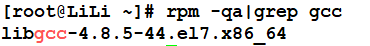 [root@LiLi ~]# rpm -qa|grep gcc
libgcc-4.8.5-44.el7.x86_64